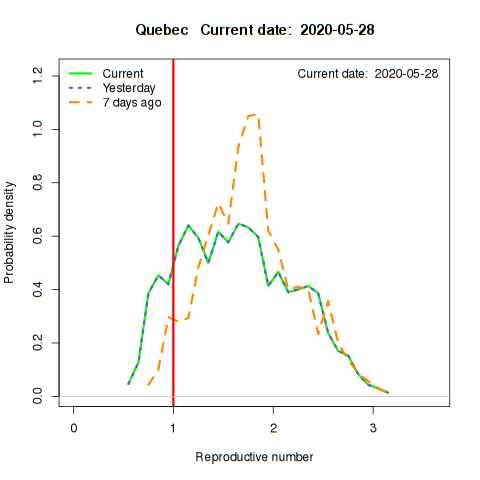 Quebec Current date: 2020-05-28
Current date: 2020-05-28
Current
Yesterday
7 days ago
Probability density
1.2
1.0
0.8
0.6
0.4
0.2
0.0
0 1 2 3
Reproductive number